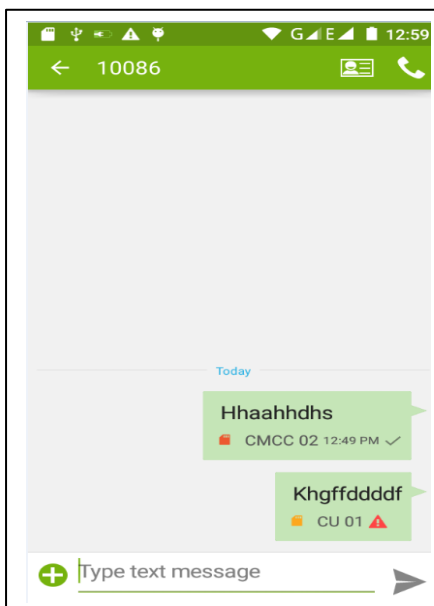 G E 12:59
10086
Today
Hhaahhdhs
CMCC 02 12:49 PM
Khgffddddf
CU 01
Type text message